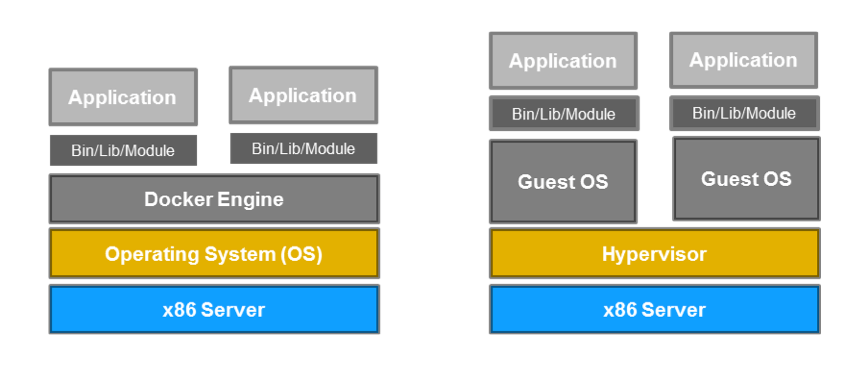 Application
Application
Bin/Lib/Module
Bin/Lib/Module
Docker Engine
Operating System (OS)
x86 Server
Application
Application
Bin/Lib/Module
Bin/Lib/Module
Guest OS
Guest OS
Hypervisor
x86 Server